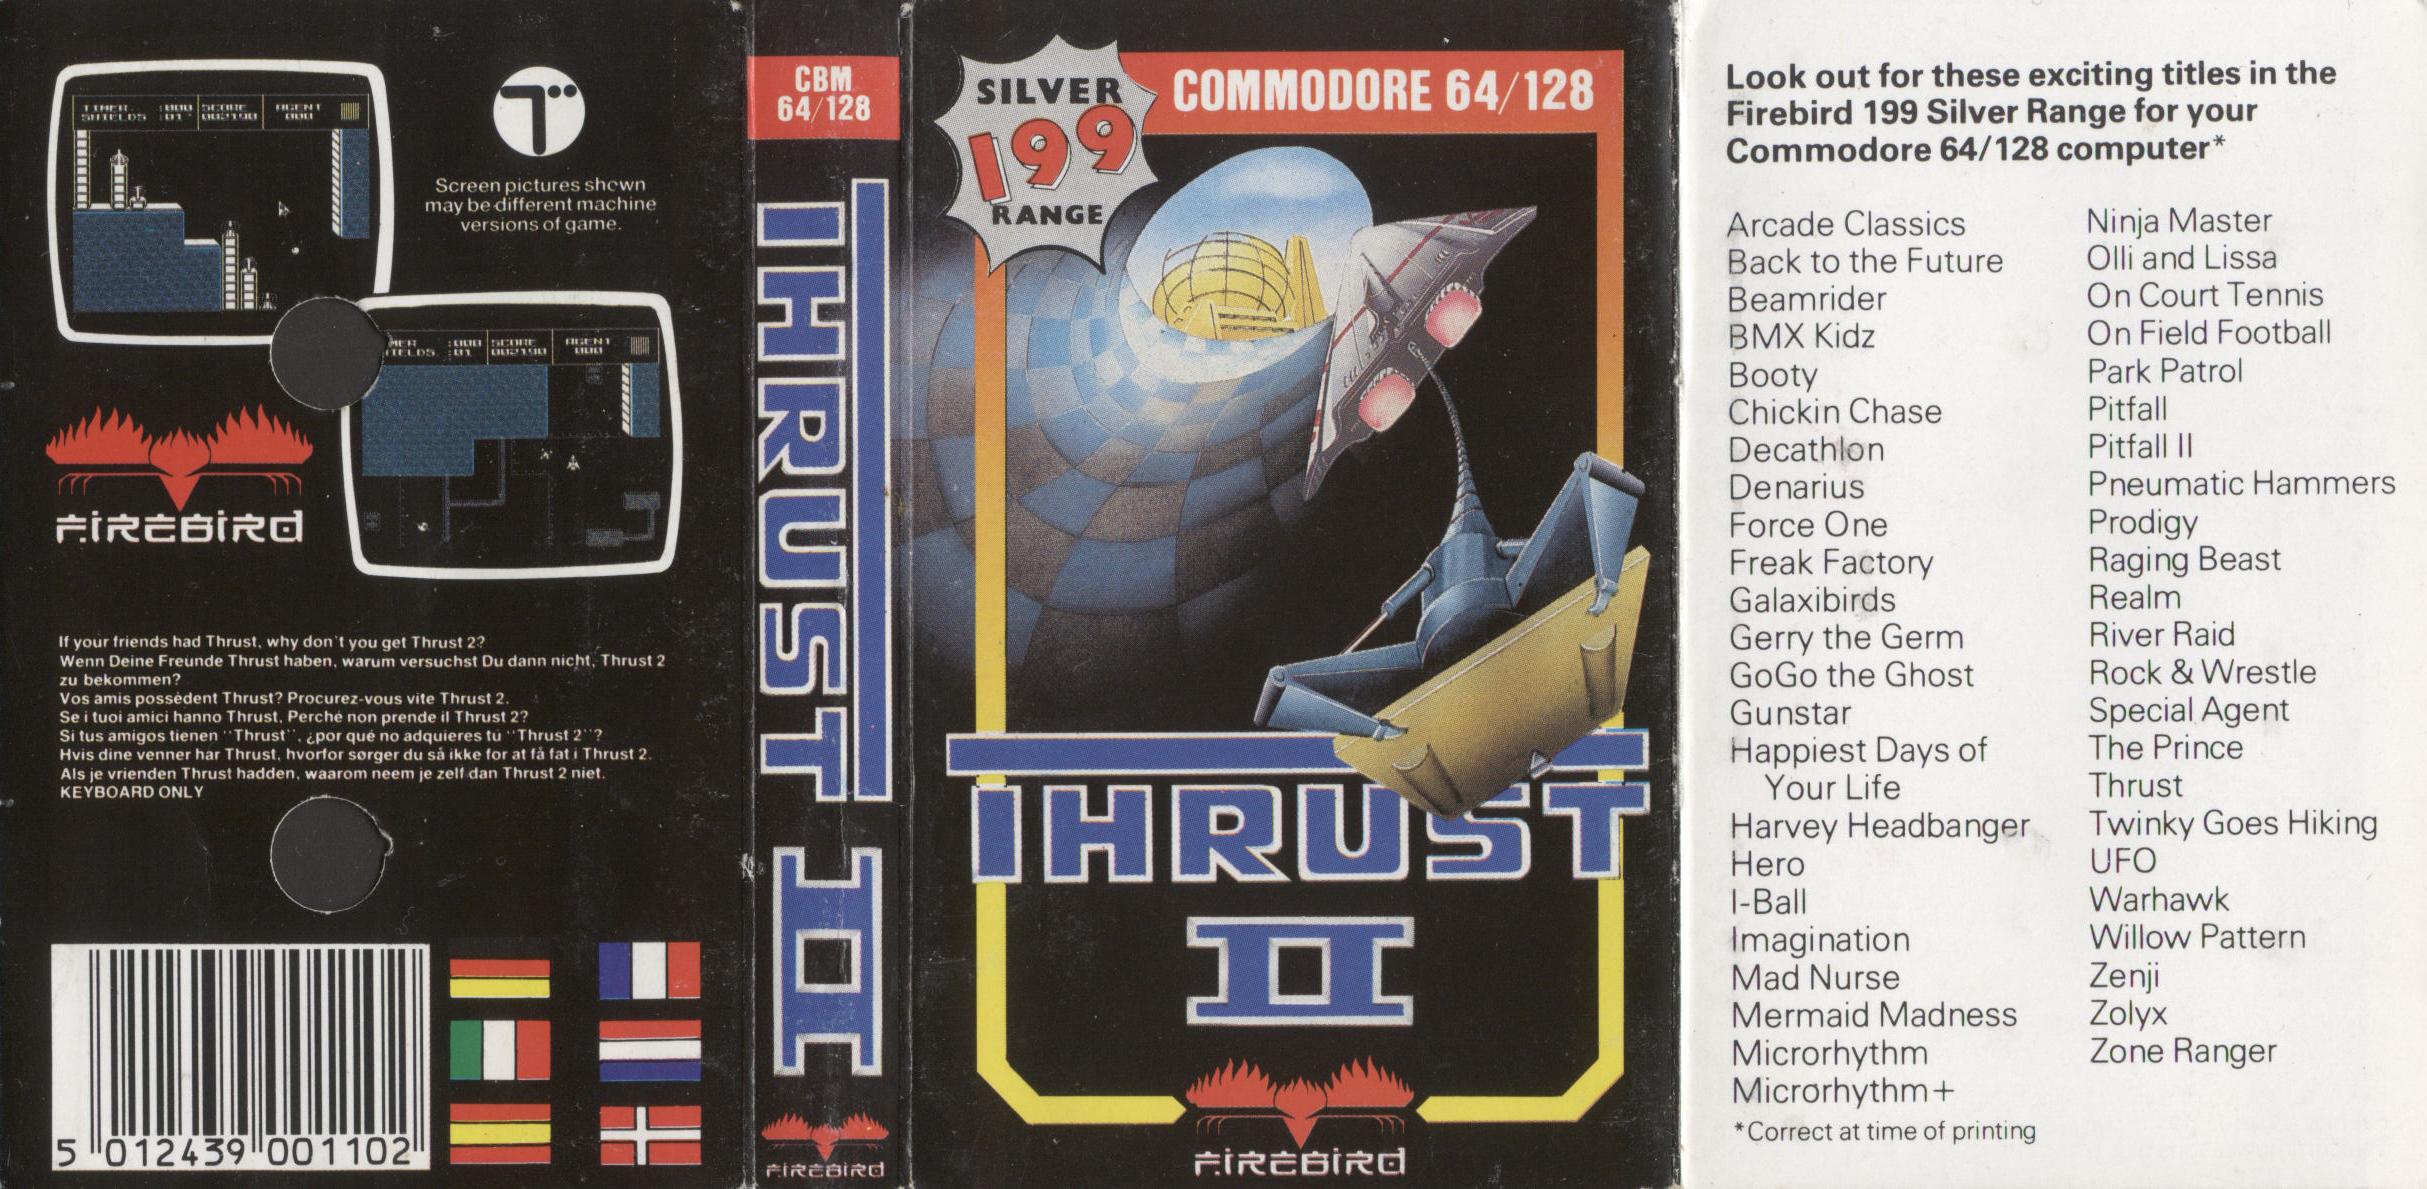 TIMER :000 SCORE AGENT
SHIELDS :01 002190 000
Screen pictures shown
may be different machine
versions of game.
:000 SCORE AGENT
:01 002190 000
FIREBIRD
If your friends had Thrust, why don't you get Thrust 2?
Wenn Deine Freunde Thrust haben, warum versuchst Du dann nicht, Thrust 2
zu bekommen?
Vos amis possèdent Thrust? Procurez-vous vite Thrust 2.
Se i tuoi amici hanno Thrust, Perché non prende il Thrust 2?
Si tus amigos tienen "Thrust", ¿por qué no adquieres tú "Thrust 2"?
Hvis dine venner har Thrust, hvorfor sørger du så ikke for at få fat i Thrust 2.
Als je vrienden Thrust hadden, waarom neem je zelf dan Thrust 2 niet.
KEYBOARD ONLY
5 012439 001102
CBM
64/128
THRUST II
FIREBIRD
SILVER
199
RANGE
COMMODORE 64/128
THRUST
II
FIREBIRD
Look out for these exciting titles in the
Firebird 199 Silver Range for your
Commodore 64/128 computer*
Arcade Classics
Back to the Future
Beamrider
BMX Kidz
Booty
Chickin Chase
Decathlon
Denarius
Force One
Freak Factory
Galaxibirds
Gerry the Germ
GoGo the Ghost
Gunstar
Happiest Days of
Your Life
Harvey Headbanger
Hero
I-Ball
Imagination
Mad Nurse
Mermaid Madness
Microrhythm
Microrhythm+
Ninja Master
Olli and Lissa
On Court Tennis
On Field Football
Park Patrol
Pitfall
Pitfall II
Pneumatic Hammers
Prodigy
Raging Beast
Realm
River Raid
Rock & Wrestle
Special Agent
The Prince
Thrust
Twinky Goes Hiking
UFO
Warhawk
Willow Pattern
Zenji
Zolyx
Zone Ranger
*Correct at time of printing